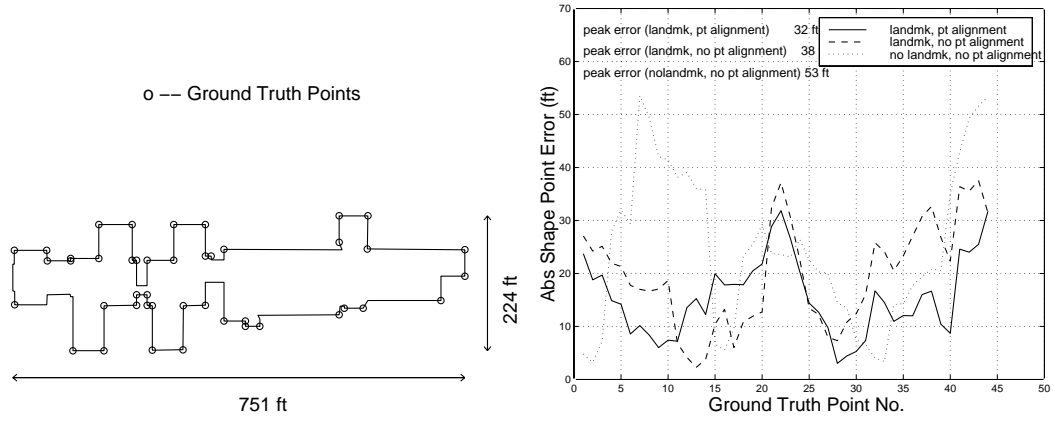 o −− Ground Truth Points
224 ft
751 ft
peak error (landmk, pt alignment) 32 ft
peak error (landmk, no pt alignment) 38
peak error (nolandmk, no pt alignment) 53 ft
landmk, pt alignment
landmk, no pt alignment
no landmk, no pt alignment
Abs Shape Point Error (ft)
70
60
50
40
30
20
10
0
0 5 10 15 20 25 30 35 40 45 50
Ground Truth Point No.